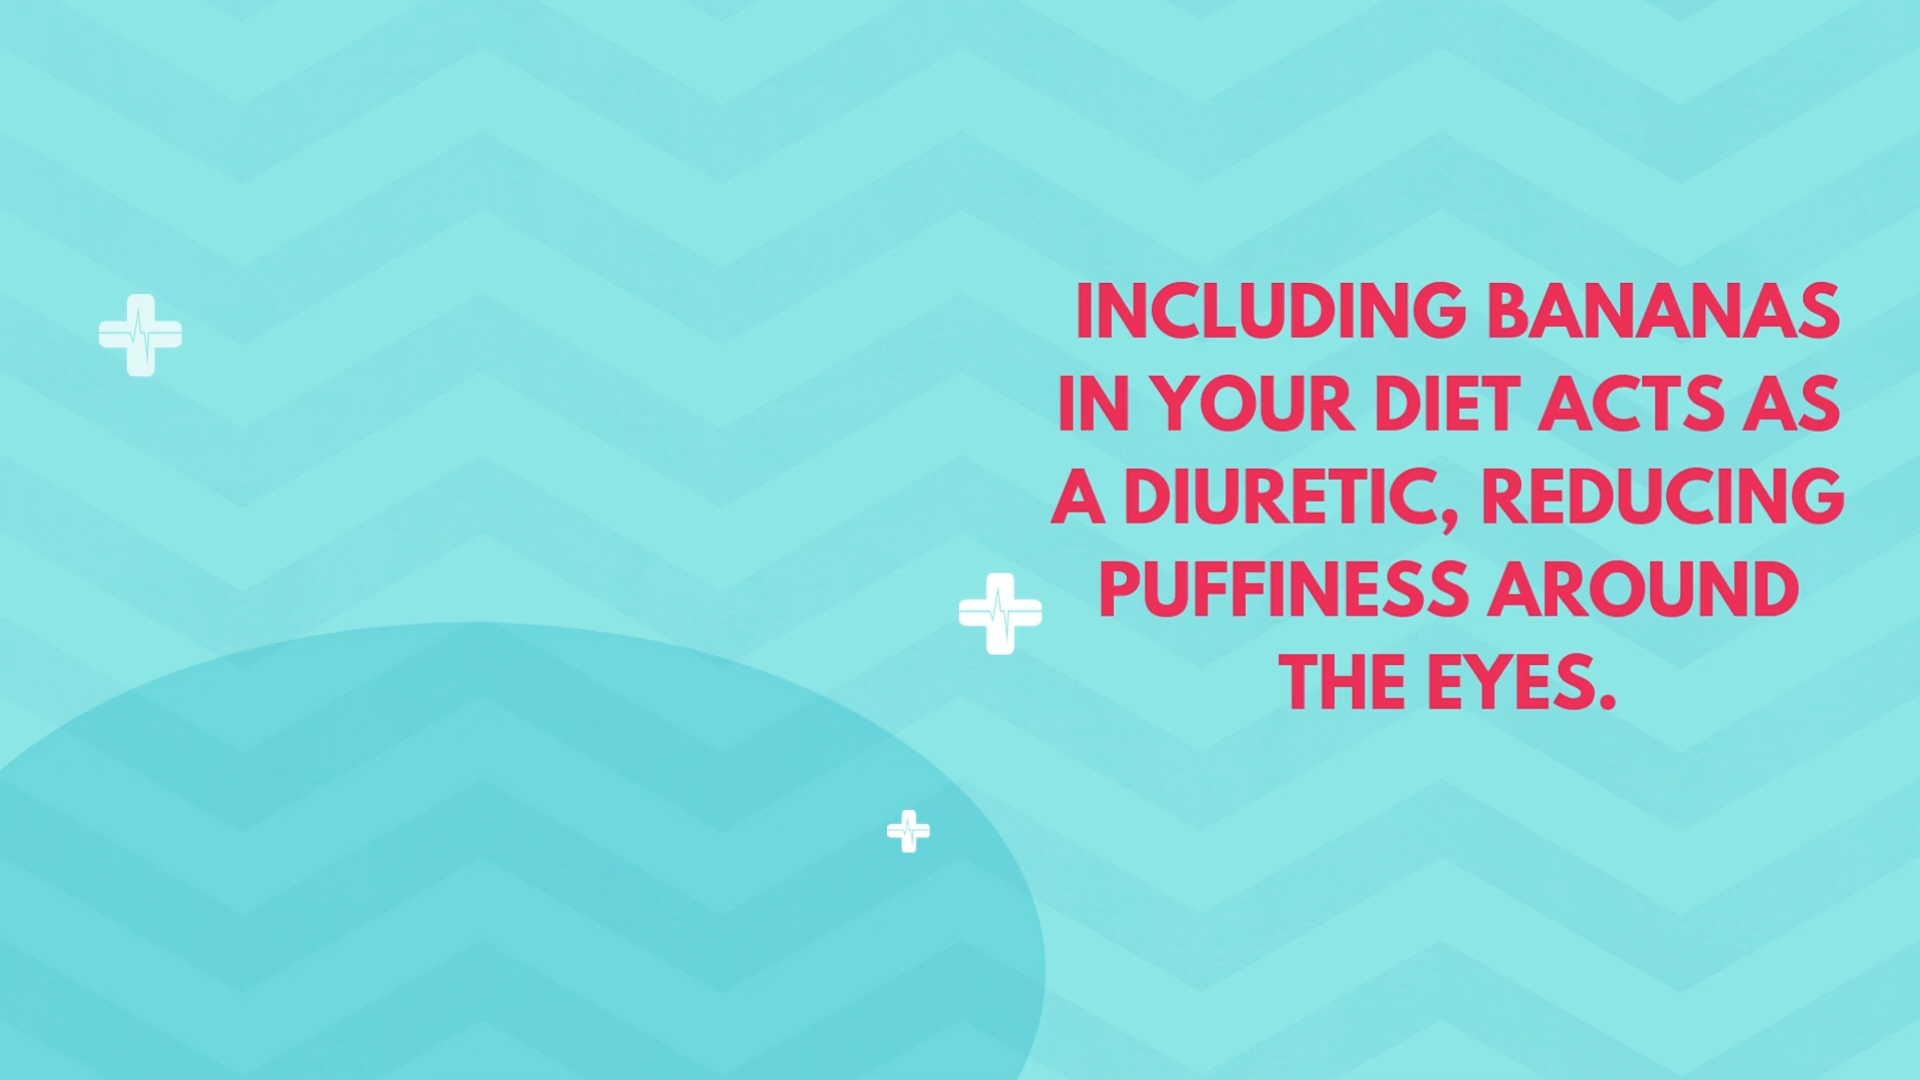 INCLUDING BANANAS
IN YOUR DIET ACTS AS
A DIURETIC, REDUCING
PUFFINESS AROUND
THE EYES.